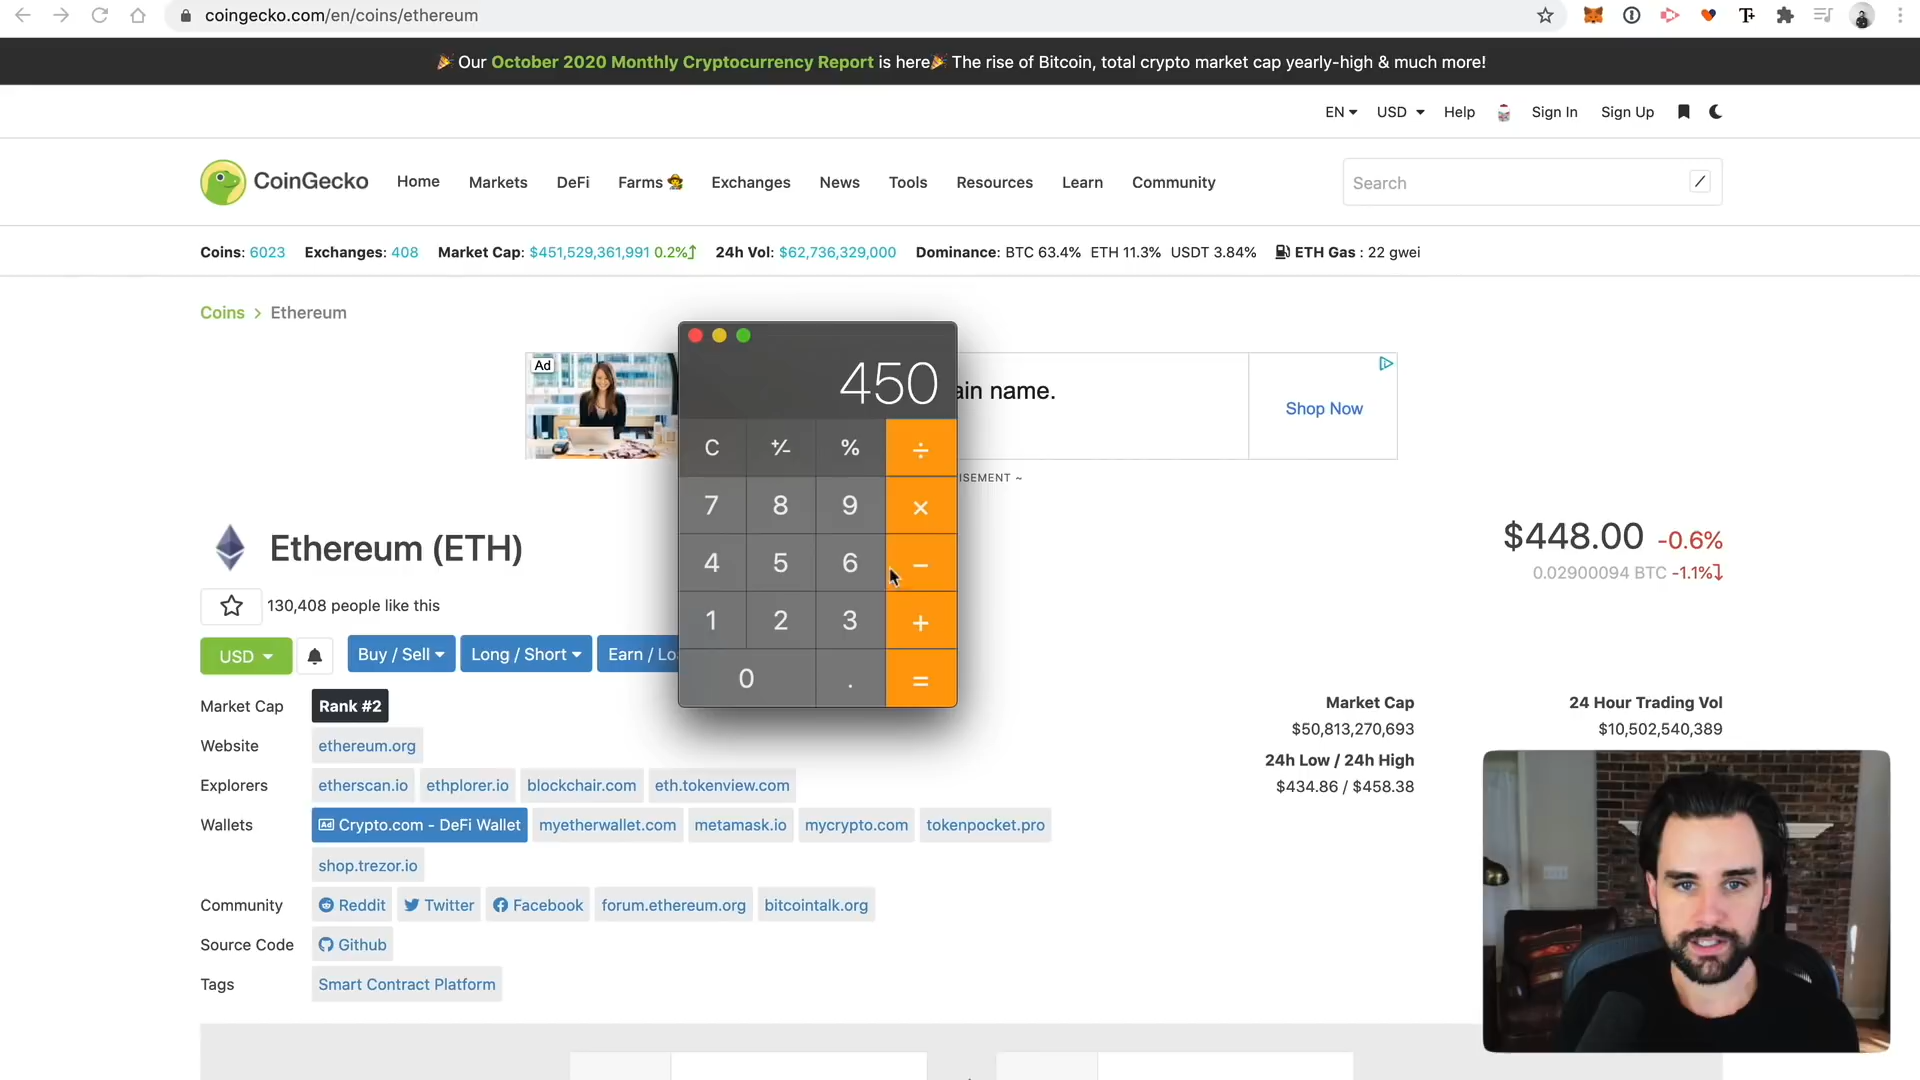 coingecko.com/en/coins/ethereum
Our October 2020 Monthly Cryptocurrency Report is here The rise of Bitcoin, total crypto market cap yearly-high & much more!
EN USD Help Sign In Sign Up
CoinGecko Home Markets DeFi Farms Exchanges News Tools Resources Learn Community Search /
Coins: 6023 Exchanges: 408 Market Cap: $451,529,361,991 0.2% 24h Vol: $62,736,329,000 Dominance: BTC 63.4% ETH 11.3% USDT 3.84% ETH Gas : 22 gwei
Coins > Ethereum
Ad
ain name.
Shop Now
ISEMENT ~
450
C +/- % ÷
7 8 9 ×
4 5 6 −
1 2 3 +
0 . =
Ethereum (ETH)
$448.00 -0.6%
0.02900094 BTC -1.1%
130,408 people like this
USD Buy / Sell Long / Short Earn / Lo
Market Cap Rank #2
Website ethereum.org
Explorers etherscan.io ethplorer.io blockchair.com eth.tokenview.com
Wallets Ad Crypto.com - DeFi Wallet myetherwallet.com metamask.io mycrypto.com tokenpocket.pro
shop.trezor.io
Community Reddit Twitter Facebook forum.ethereum.org bitcointalk.org
Source Code Github
Tags Smart Contract Platform
Market Cap
$50,813,270,693
24h Low / 24h High
$434.86 / $458.38
24 Hour Trading Vol
$10,502,540,389